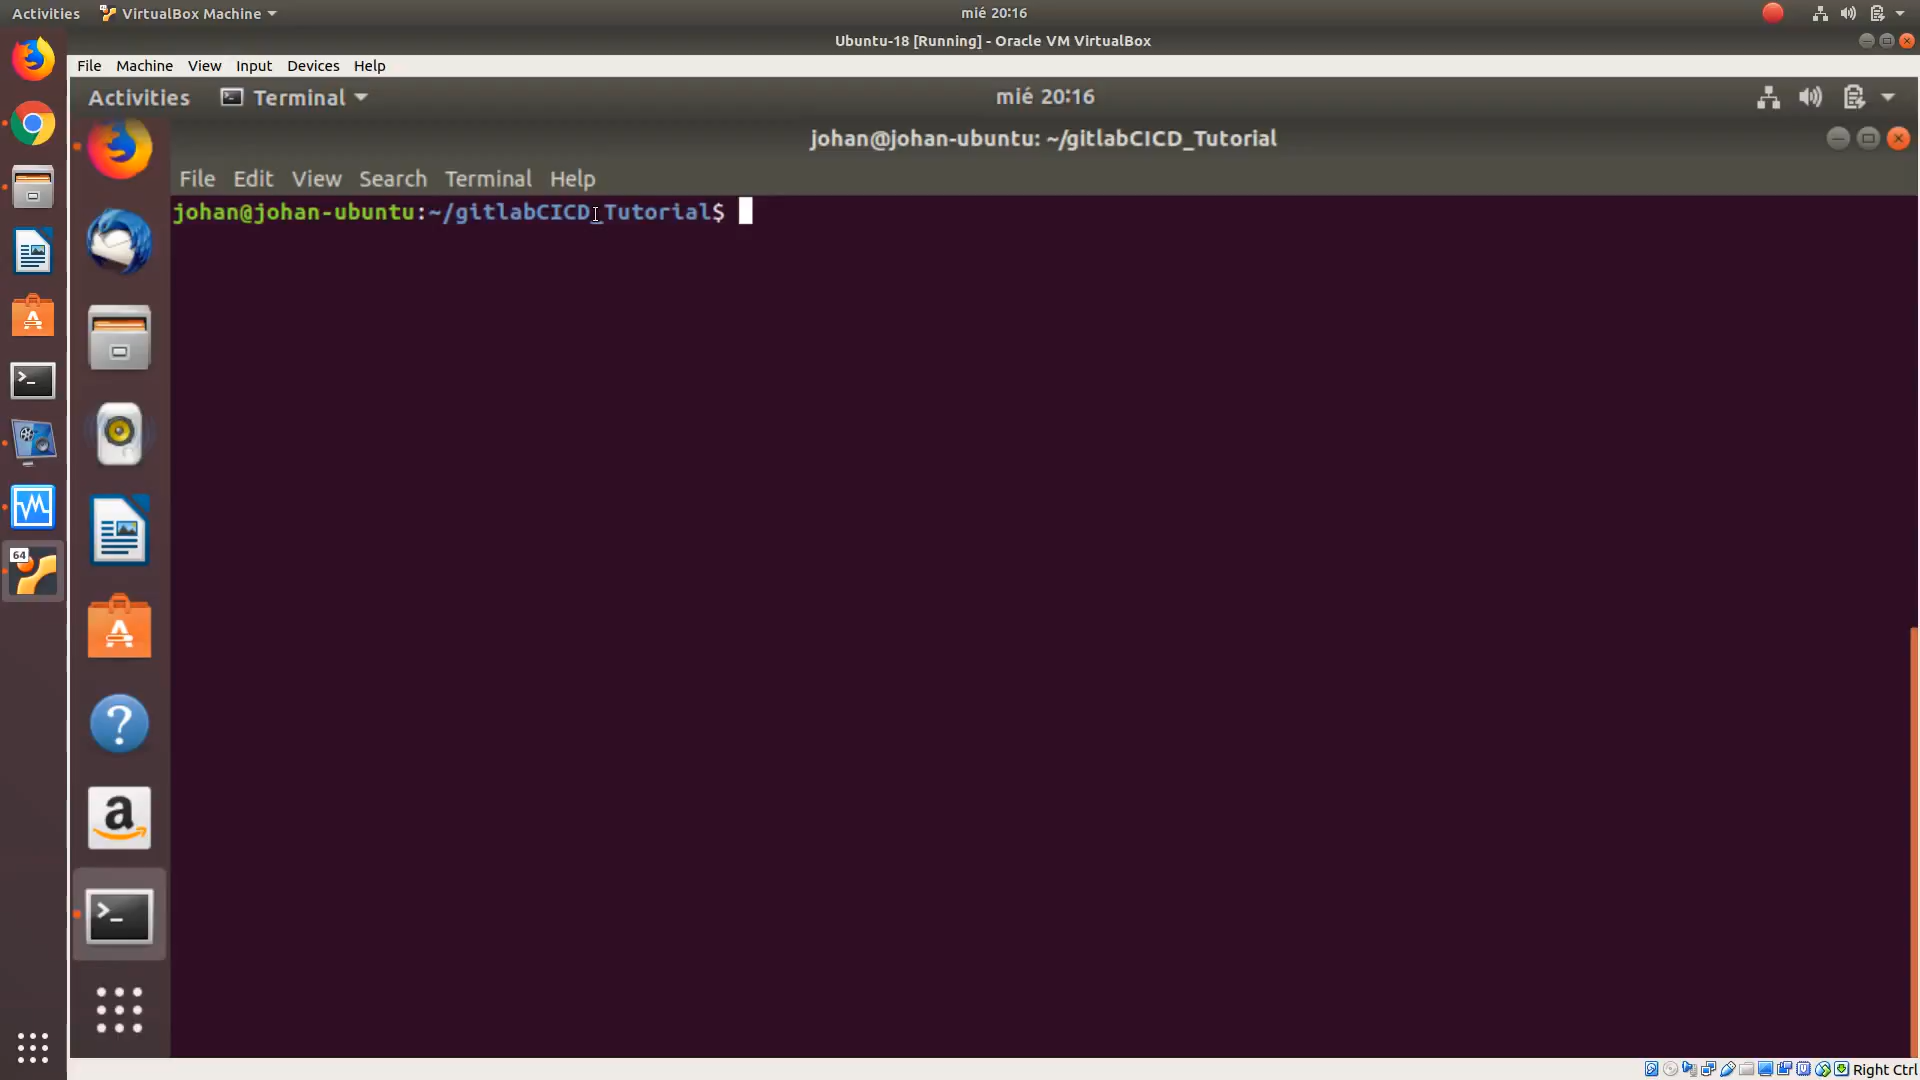 Activities VirtualBox Machine mié 20:16
Ubuntu-18 [Running] - Oracle VM VirtualBox
File Machine View Input Devices Help
Activities Terminal mié 20:16
johan@johan-ubuntu: ~/gitlabCICD_Tutorial
File Edit View Search Terminal Help
johan@johan-ubuntu:~/gitlabCICD_Tutorial$
64
Right Ctrl